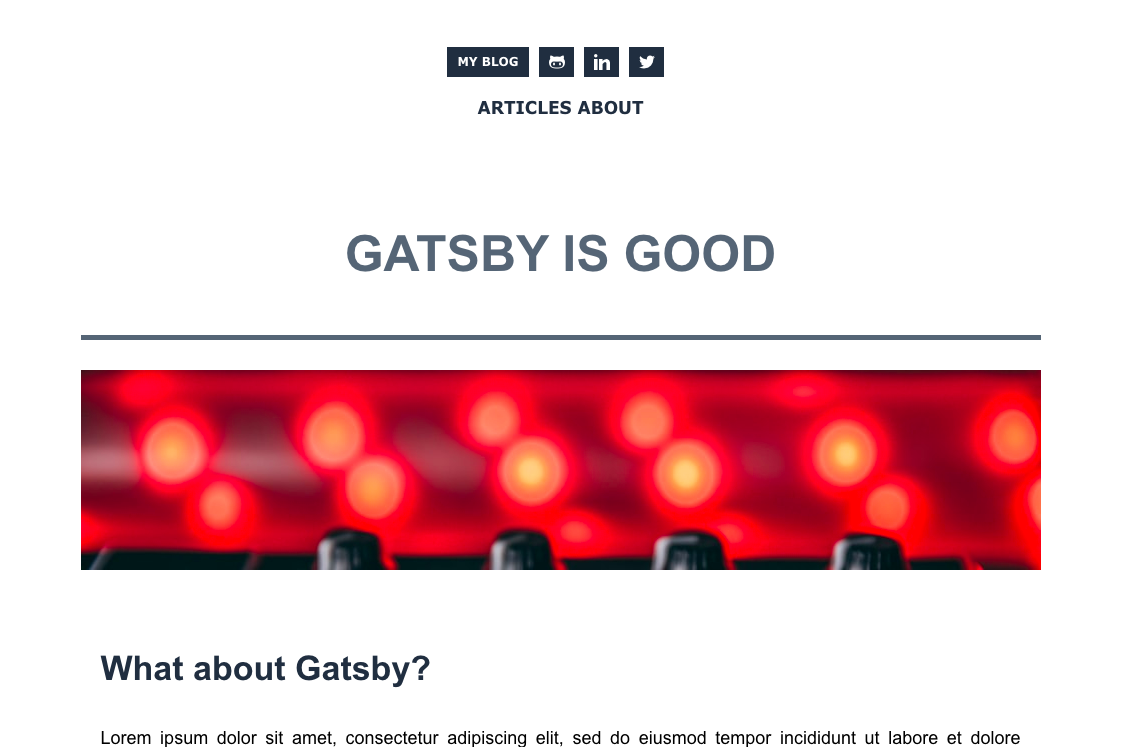 MY BLOG
ARTICLES ABOUT
GATSBY IS GOOD
What about Gatsby?
Lorem ipsum dolor sit amet, consectetur adipiscing elit, sed do eiusmod tempor incididunt ut labore et dolore